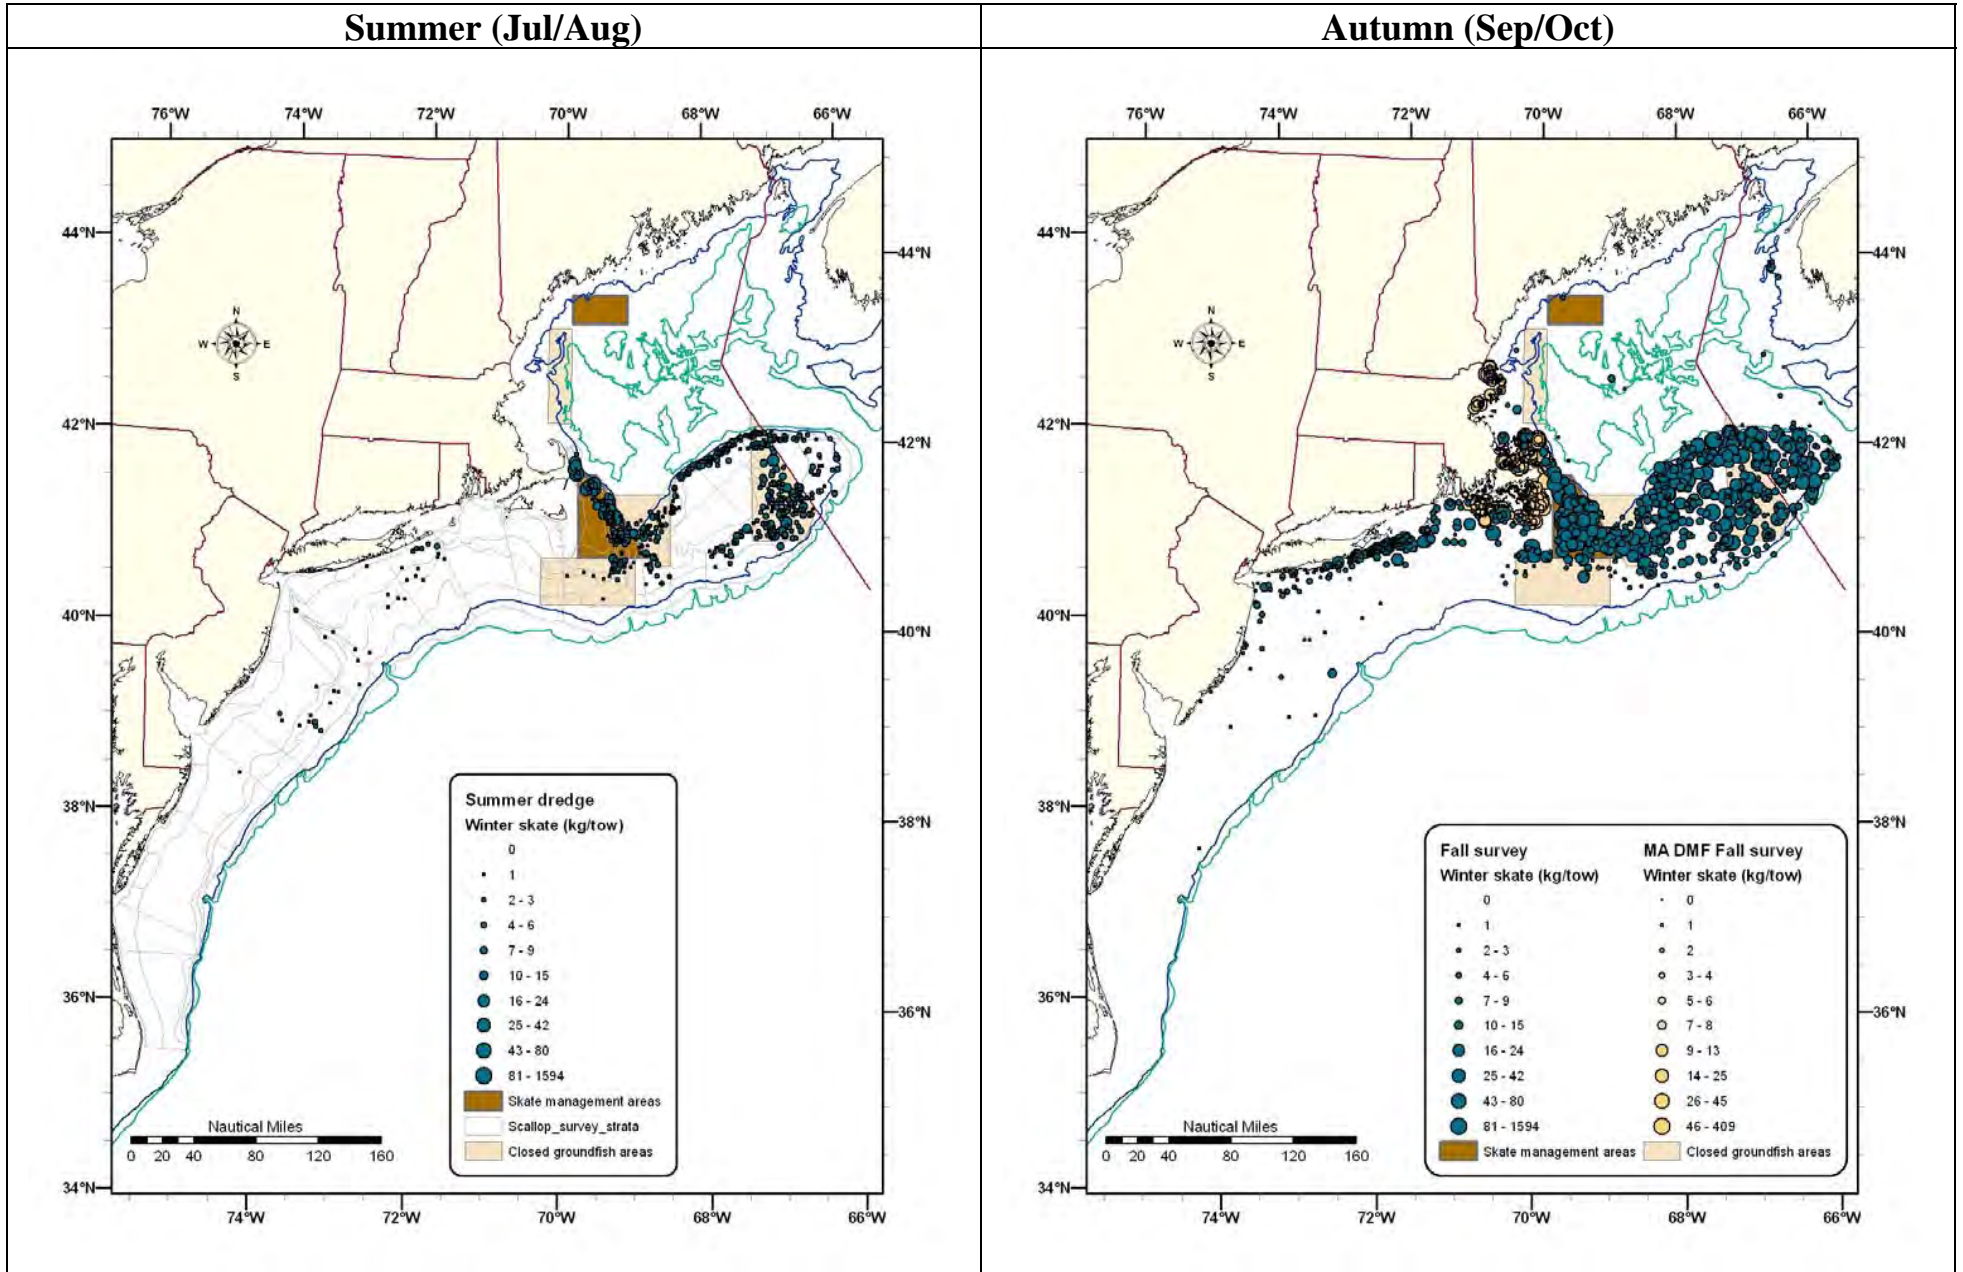 Summer (Jul/Aug)
Autumn (Sep/Oct)
76°W 74°W 72°W 70°W 68°W 66°W
44°N 44°N
N
W E
S
42°N 42°N
40°N 40°N
38°N 38°N
36°N 36°N
34°N
74°W 72°W 70°W 68°W 66°W
Summer dredge
Winter skate (kg/tow)
0
1
2 - 3
4 - 6
7 - 9
10 - 15
16 - 24
25 - 42
43 - 80
81 - 1594
Skate management areas
Scallop_survey_strata
Closed groundfish areas
Nautical Miles
0 20 40 80 120 160
76°W 74°W 72°W 70°W 68°W 66°W
44°N 44°N
N
W E
S
42°N 42°N
40°N 40°N
38°N 38°N
36°N 36°N
34°N
74°W 72°W 70°W 68°W 66°W
Fall survey MA DMF Fall survey
Winter skate (kg/tow) Winter skate (kg/tow)
0 0
1 1
2 - 3 2
4 - 6 3 - 4
7 - 9 5 - 6
10 - 15 7 - 8
16 - 24 9 - 13
25 - 42 14 - 25
43 - 80 26 - 45
81 - 1594 46 - 409
Skate management areas Closed groundfish areas
Nautical Miles
0 20 40 80 120 160